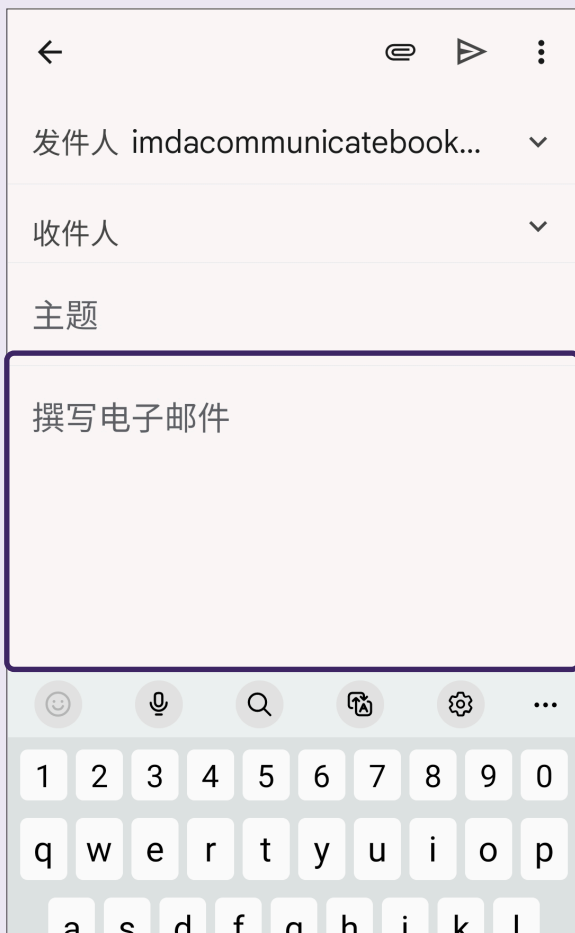 发件人 imdacommunicatebook...
收件人
主题
撰写电子邮件
1 2 3 4 5 6 7 8 9 0
q w e r t y u i o p
a s d f g h j k l